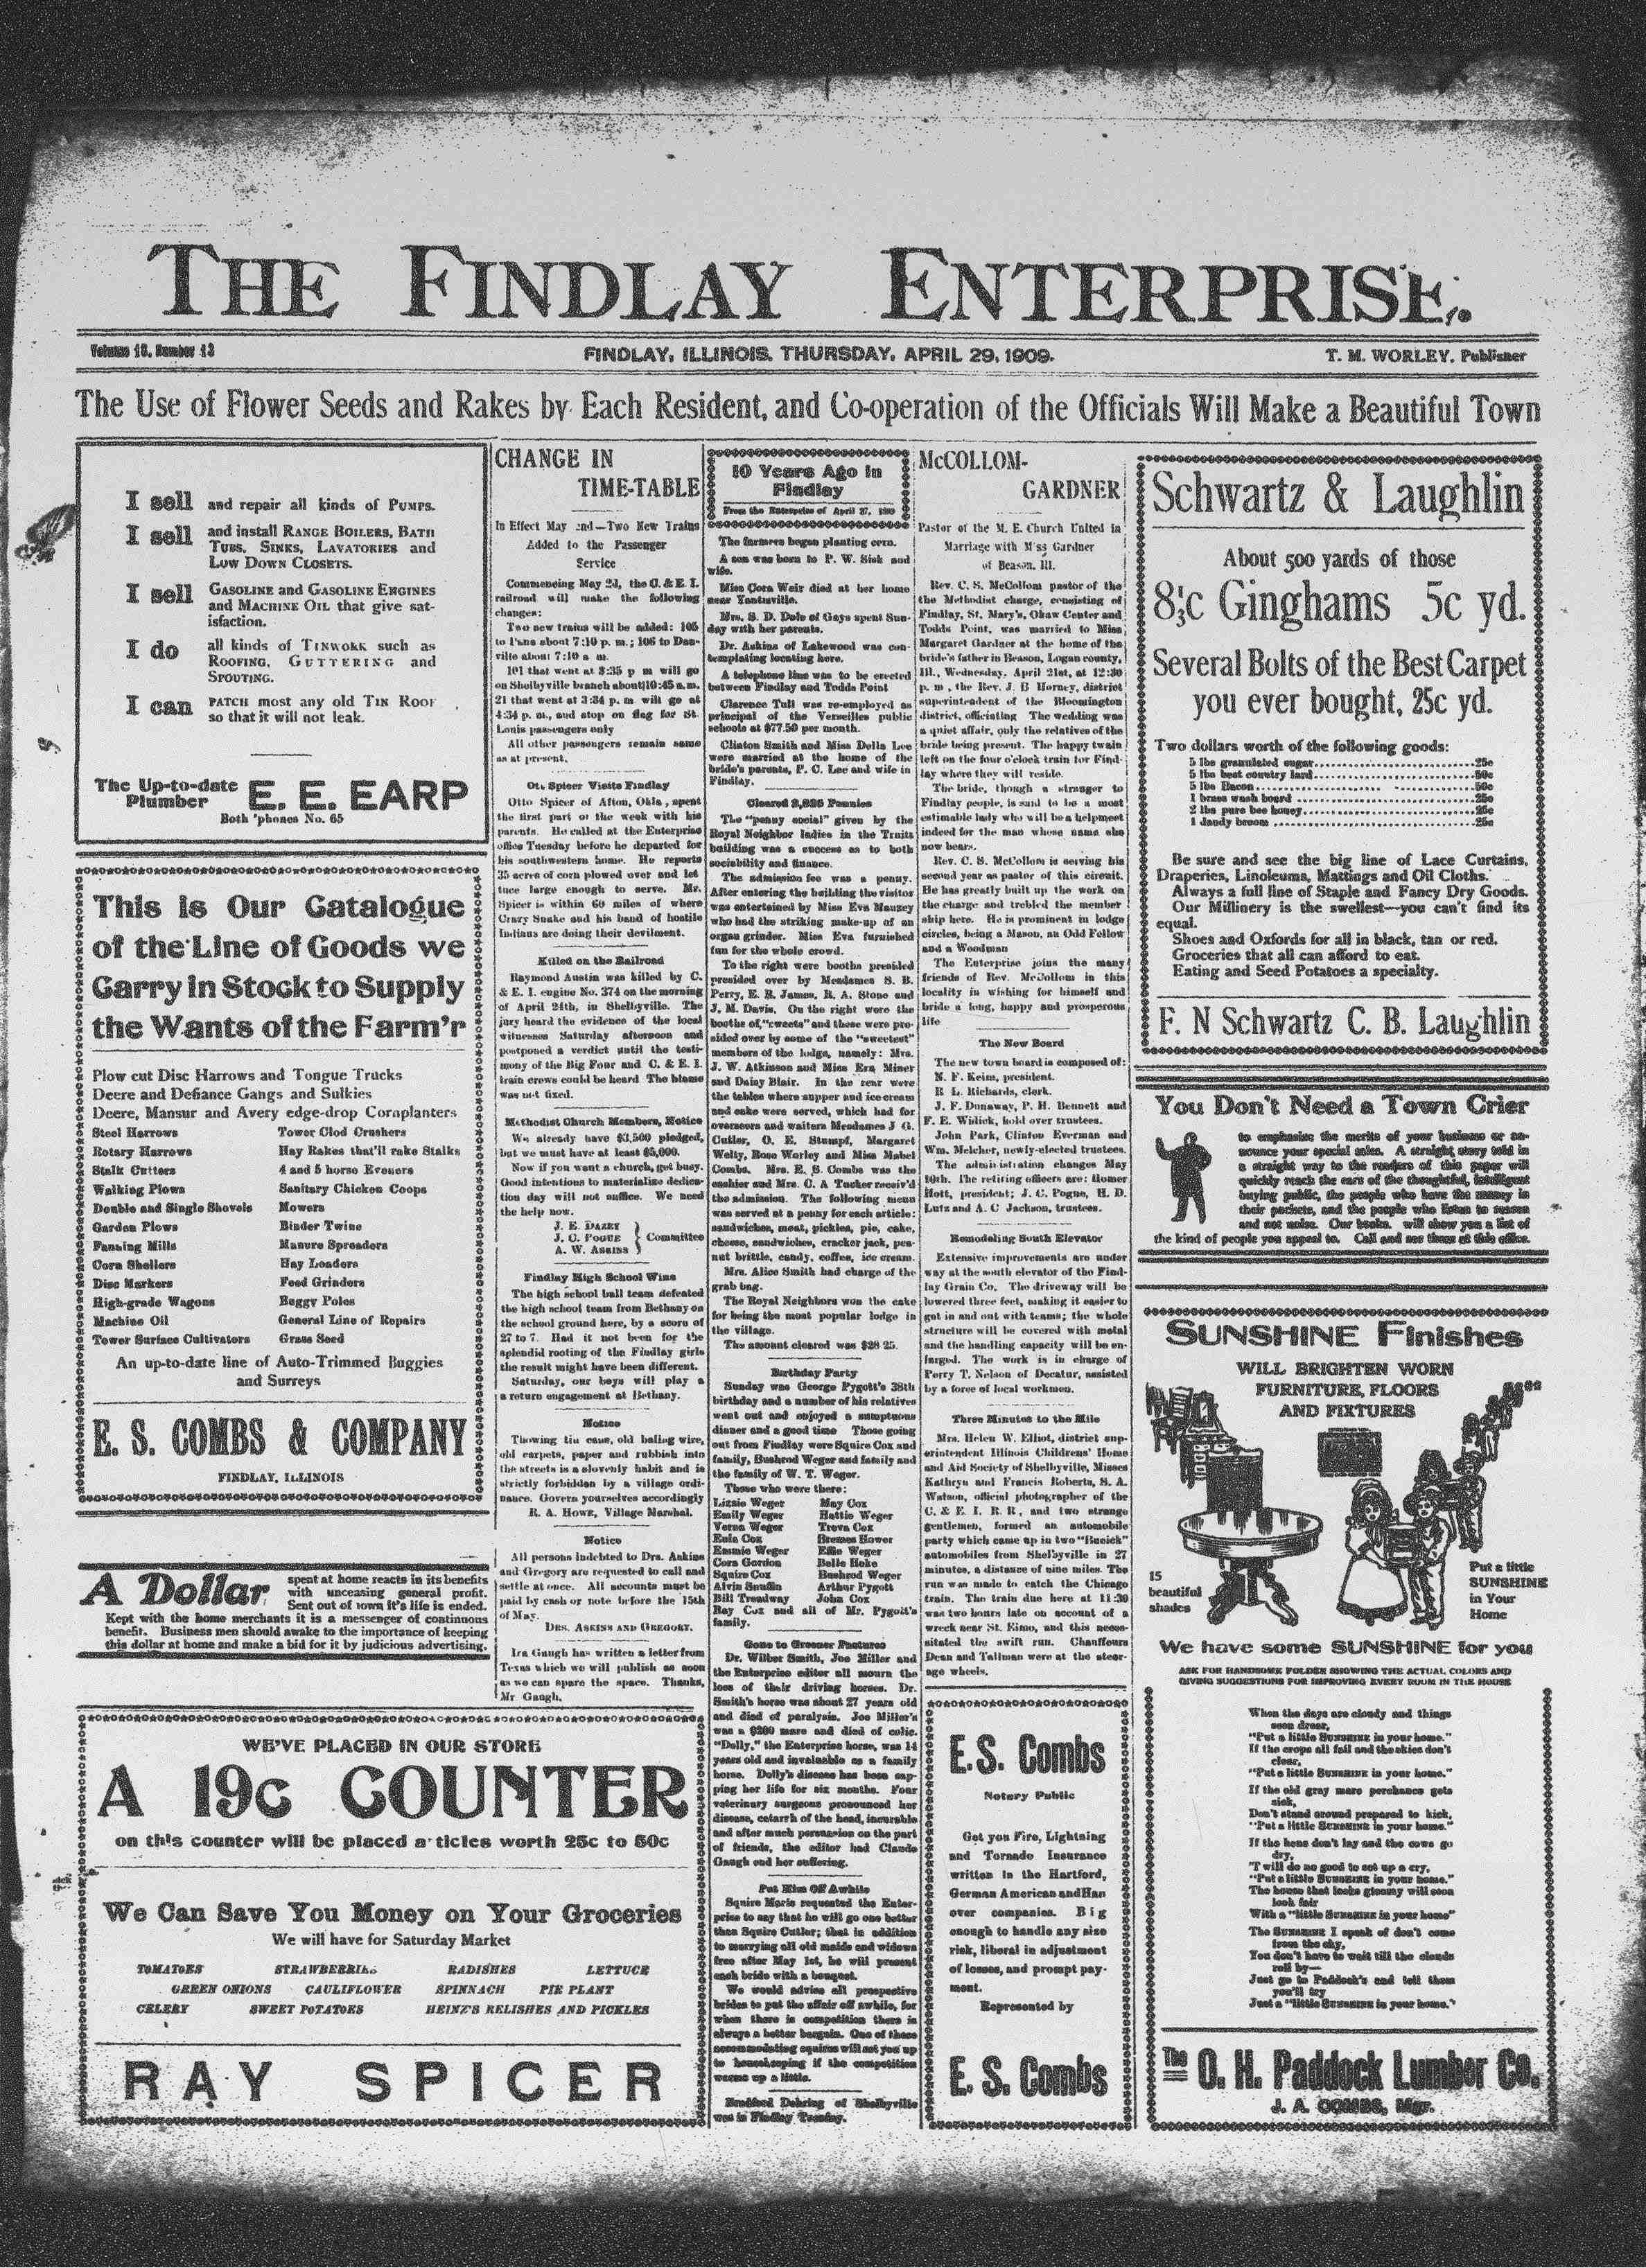 THE FINDLAY ENTERPRISE.
Volume 18, Number 13
FINDLAY, ILLINOIS, THURSDAY, APRIL 29, 1909.
T. M. WORLEY, Publisher
The Use of Flower Seeds and Rakes by Each Resident, and Co-operation of the Officials Will Make a Beautiful Town
I sell and repair all kinds of PUMPS.
I sell and install RANGE BOILERS, BATH
TUBS, SINKS, LAVATORIES and
LOW DOWN CLOSETS.
I sell GASOLINE and GASOLINE ENGINES
and MACHINE OIL that give sat-
isfaction.
I do all kinds of TINWORK such as
ROOFING, GUTTERING and
SPOUTING.
I can PATCH most any old TIN ROOF
so that it will not leak.
The Up-to-date
Plumber
E. E. EARP
Both 'phones No. 65
This is Our Catalogue
of the Line of Goods we
Carry in Stock to Supply
the Wants of the Farm'r
Plow cut Disc Harrows and Tongue Trucks
Deere and Defiance Gangs and Sulkies
Deere, Mansur and Avery edge-drop Cornplanters
Steel Harrows Tower Clod Crushers
Rotary Harrows Hay Rakes that'll rake Stalks
Stalk Cutters 4 and 5 horse Eveners
Walking Plows Sanitary Chicken Coops
Double and Single Shovels Mowers
Garden Plows Binder Twine
Fanning Mills Manure Spreaders
Corn Shellers Hay Loaders
Disc Markers Feed Grinders
High-grade Wagons Buggy Poles
Machine Oil General Line of Repairs
Tower Surface Cultivators Grass Seed
An up-to-date line of Auto-Trimmed Buggies
and Surreys
E. S. COMBS & COMPANY
FINDLAY, ILLINOIS
A Dollar spent at home reacts in its benefits
with unceasing general profit.
Sent out of town it's life is ended.
Kept with the home merchants it is a messenger of continuous
benefit. Business men should awake to the importance of keeping
this dollar at home and make a bid for it by judicious advertising.
WE'VE PLACED IN OUR STORE
A 19c COUNTER
on this counter will be placed a ticles worth 25c to 50c
We Can Save You Money on Your Groceries
We will have for Saturday Market
TOMATOES STRAWBERRIES RADISHES LETTUCE
GREEN ONIONS CAULIFLOWER SPINNACH PIE PLANT
CELERY SWEET POTATOES HEINZ'S RELISHES AND PICKLES
RAY SPICER
CHANGE IN
TIME-TABLE
In Effect May 2nd—Two New Trains
Added to the Passenger
Service
Commencing May 2d, the C. & E. I.
railroad will make the following
changes:
Two new trains will be added: 105
to Pana about 7:10 p. m.; 106 to Dan-
ville about 7:10 a m.
101 that went at 3:35 p m will go
on Shelbyville branch about 10:45 a.m.
21 that went at 3:34 p. m will go at
4:34 p. m., and stop on flag for St.
Louis passengers only
All other passengers remain same
as at present.
Ott. Spicer Visits Findlay
Otto Spicer of Afton, Okla, spent
the first part of the week with his
parents. He called at the Enterprise
office Tuesday before he departed for
his southwestern home. He reports
35 acres of corn plowed over and let
tuce large enough to serve. Mr.
Spicer is within 60 miles of where
Crazy Snake and his band of hostile
Indians are doing their devilment.
Killed on the Railroad
Raymond Austin was killed by C.
& E. I. engine No. 374 on the morning
of April 24th, in Shelbyville. The
jury heard the evidence of the local
witnesses Saturday afternoon and
postponed a verdict until the testi-
mony of the Big Four and C. & E. I.
train crews could be heard. The blame
was not fixed.
Methodist Church Members, Notice
We already have $3,500 pledged,
but we must have at least $5,000.
Now if you want a church, get busy.
Good intentions to materialize dedica-
tion day will not suffice. We need
the help now.
J. E. DAZEY
J. C. POGUE
A. W. ASKINS
Committee
Findlay High School Wins
The high school ball team defeated
the high school team from Bethany on
the school ground here, by a score of
27 to 7. Had it not been for the
splendid rooting of the Findlay girls
the result might have been different.
Saturday, our boys will play a
a return engagement at Bethany.
Notice
Thowing tin cans, old baling wire,
old carpets, paper and rubbish into
the streets is a slovenly habit and is
strictly forbidden by a village ordi-
nance. Govern yourselves accordingly
R. A. HOWE, Village Marshal.
Notice
All persons indebted to Drs. Askins
and Gregory are requested to call and
settle at once. All accounts must be
paid by cash or note before the 15th
of May.
DRS. ASKINS AND GREGORY.
Ira Gaugh has written a letter from
Texas which we will publish as soon
as we can spare the space. Thanks,
Mr Gaugh.
10 Years Ago in
Findlay
From the Enterprise of April 27, 1899
The farmers began planting corn.
A son was born to P. W. Sisk and
wife.
Miss Cora Weir died at her home
near Yantisville.
Mrs. S. D. Dole of Gays spent Sun-
day with her parents.
Dr. Askins of Lakewood was con-
templating locating here.
A telephone line was to be erected
between Findlay and Todds Point
Clarence Tull was re-employed as
principal of the Verseilles public
schools at $77.50 per month.
Clinton Smith and Miss Della Lee
were married at the home of the
bride's parents, P. C. Lee and wife in
Findlay.
Cleared 2,825 Pennies
The "penny social" given by the
Royal Neighbor ladies in the Truitt
building was a success as to both
sociability and finance.
The admission fee was a penny.
After entering the building the visitor
was entertained by Miss Eva Mauzey
who had the striking make-up of an
organ grinder. Miss Eva furnished
fun for the whole crowd.
To the right were booths presided
presided over by Mesdames S. B.
Perry, E. R. James, R. A. Stone and
J. M. Davis. On the right were the
booths of "sweets" and these were pre-
sided over by some of the "sweetest"
members of the lodge, namely: Mrs.
J. W. Atkinson and Miss Era Miner
and Daisy Blair. In the rear were
the tables where supper and ice cream
and cake were served, which had for
overseers and waiters Mesdames J G.
Cutler, O. E. Stumpf, Margaret
Welty, Rose Worley and Miss Mabel
Combs. Mrs. E. S. Combs was the
cashier and Mrs. C. A Tucker receiv'd
the admission. The following menu
was served at a penny for each article:
sandwiches, meat, pickles, pie, cake,
cheese, sandwiches, cracker jack, pea-
nut brittle, candy, coffee, ice cream.
Mrs. Alice Smith had charge of the
grab bag.
The Royal Neighbors won the cake
for being the most popular lodge in
the village.
The amount cleared was $28 25.
Birthday Party
Sunday was George Pygott's 38th
birthday and a number of his relatives
went out and enjoyed a sumptuous
dinner and a good time Those going
out from Findlay were Squire Cox and
family, Bushrod Weger and family and
the family of W. T. Weger.
Those who were there:
Lizzie Weger May Cox
Emily Weger Hattie Weger
Verna Weger Treva Cox
Eula Cox Bremen Hower
Emmie Weger Effie Weger
Cora Gordon Belle Heke
Squire Cox Bushrod Weger
Alvin Saufin Arthur Pygott
Bill Treadway John Cox
Ray Cox and all of Mr. Pygott's
family.
Gone to Greener Pastures
Dr. Wilber Smith, Joe Miller and
the Enterprise editor all mourn the
loss of their driving horses. Dr.
Smith's horse was about 27 years old
and died of paralysis. Joe Miller's
was a $200 mare and died of colic.
"Dolly," the Enterprise horse, was 14
years old and invaluable as a family
horse. Dolly's disease has been sap-
ping her life for six months. Four
veterinary surgeons pronounced her
disease, catarrh of the head, incurable
and after much persuasion on the part
of friends, the editor had Claude
Gaugh end her suffering.
Put Him Off Awhile
Squire Maris requested the Enter-
prise to say that he will go one better
than Squire Cutler; that in addition
to marrying all old maids and widows
free after May 1st, he will present
each bride with a bouquet.
We would advise all prospective
brides to put the affair off awhile, for
when there is competition there is
always a better bargain. One of these
accommodating squires will set you up
to housekeeping if the competition
warms up a little.
Bradford Dehring of Shelbyville
was in Findlay Tuesday.
McCOLLOM-
GARDNER
Pastor of the M. E. Church United in
Marriage with M'ss Gardner
of Beason, Ill.
Rev. C. S. McCollom pastor of the
the Methodist charge, consisting of
Findlay, St. Mary's, Okaw Center and
Todds Point, was married to Miss
Margaret Gardner at the home of the
bride's father in Beason, Logan county,
Ill., Wednesday, April 21st, at 12:30
p. m, the Rev. J. B Horney, district
superintendent of the Bloomington
district, officiating The wedding was
a quiet affair, only the relatives of the
bride being present. The happy twain
left on the four o'clock train for Find-
lay where they will reside.
The bride, though a stranger to
Findlay people, is said to be a most
estimable lady who will be a helpmeet
indeed for the man whose name she
now bears.
Rev. C. S. McCollom is serving his
second year as pastor of this circuit.
He has greatly built up the work on
the charge and trebled the member
ship here. He is prominent in lodge
circles, being a Mason, an Odd Fellow
and a Woodman
The Enterprise joins the many
friends of Rev. McCollom in this
locality in wishing for himself and
bride a long, happy and prosperous
life
The New Board
The new town board is composed of:
N. F. Keim, president.
R L. Richards, clerk.
J. F. Dunaway, P. H. Bennett and
F. E. Widick, hold over trustees.
John Park, Clinton Everman and
Wm. Melcher, newly-elected trustees.
The administration changes May
10th. The retiring officers are: Homer
Hott, president; J. C. Pogue, H. D.
Lutz and A. C Jackson, trustees.
Remodeling South Elevator
Extensive improvements are under
way at the south elevator of the Find-
lay Grain Co. The driveway will be
lowered three feet, making it easier to
get in and out with teams; the whole
structure will be covered with metal
and the handling capacity will be en-
larged. The work is in charge of
Perry T. Nelson of Decatur, assisted
by a force of local workmen.
Three Minutes to the Mile
Mrs. Helen W. Elliot, district sup-
erintendent Illinois Childrens' Home
and Aid Society of Shelbyville, Misses
Kathryn and Francis Roberts, S. A.
Watson, official photographer of the
C. & E. I. R. R, and two strange
gentlemen, formed an automobile
party which came up in two "Buick"
automobiles from Shelbyville in 27
minutes, a distance of nine miles. The
run was made to catch the Chicago
train. The train due here at 11:30
was two hours late on account of a
wreck near St. Elmo, and this neces-
sitated the swift run. Chauffeurs
Dean and Tallman were at the steer-
age wheels.
E.S. Combs
Notary Public
Get you Fire, Lightning
and Tornado Insurance
written in the Hartford,
German American and Han
over companies. Big
enough to handle any size
risk, liberal in adjustment
of losses, and prompt pay-
ment.
Represented by
E. S. Combs
Schwartz & Laughlin
About 500 yards of those
8⅓c Ginghams 5c yd.
Several Bolts of the Best Carpet
you ever bought, 25c yd.
Two dollars worth of the following goods:
5 lbs granulated sugar 25c
5 lbs best country lard 50c
5 lbs Bacon 50c
1 brass wash board 25c
2 lbs pure bee honey 25c
1 dandy broom 25c
Be sure and see the big line of Lace Curtains,
Draperies, Linoleums, Mattings and Oil Cloths.
Always a full line of Staple and Fancy Dry Goods.
Our Millinery is the swellest—you can't find its
equal.
Shoes and Oxfords for all in black, tan or red.
Groceries that all can afford to eat.
Eating and Seed Potatoes a specialty.
F. N Schwartz C. B. Laughlin
You Don't Need a Town Crier
to emphasize the merits of your business or an-
nounce your special sales. A straight story told in
a straight way to the readers of this paper will
quickly reach the ears of the thoughtful, intelligent
buying public, the people who have the money in
their pockets, and the people who listen to reason
and not noise. Our books will show you a list of
the kind of people you appeal to. Call and see them at this office.
SUNSHINE Finishes
WILL BRIGHTEN WORN
FURNITURE, FLOORS
AND FIXTURES
15
beautiful
shades
Put a little
SUNSHINE
in Your
Home
We have some SUNSHINE for you
ASK FOR HANDSOME FOLDER SHOWING THE ACTUAL COLORS AND
GIVING SUGGESTIONS FOR IMPROVING EVERY ROOM IN THE HOUSE
When the days are cloudy and things
seem drear,
"Put a little SUNSHINE in your home."
If the crops all fail and the skies don't
clear,
"Put a little SUNSHINE in your home."
If the old gray mare perchance gets
sick,
Don't stand around prepared to kick,
"Put a little SUNSHINE in your home."
If the hens don't lay and the cows go
dry,
'Twill do no good to set up a cry,
"Put a little SUNSHINE in your home."
The house that looks gloomy will soon
look fair
With a "little SUNSHINE in your home"
The SUNSHINE I speak of don't come
from the sky,
You don't have to wait till the clouds
roll by—
Just go to Paddock's and tell them
you'll try
Just a "little SUNSHINE in your home."
The O. H. Paddock Lumber Co.
J. A. COMBS, Mgr.